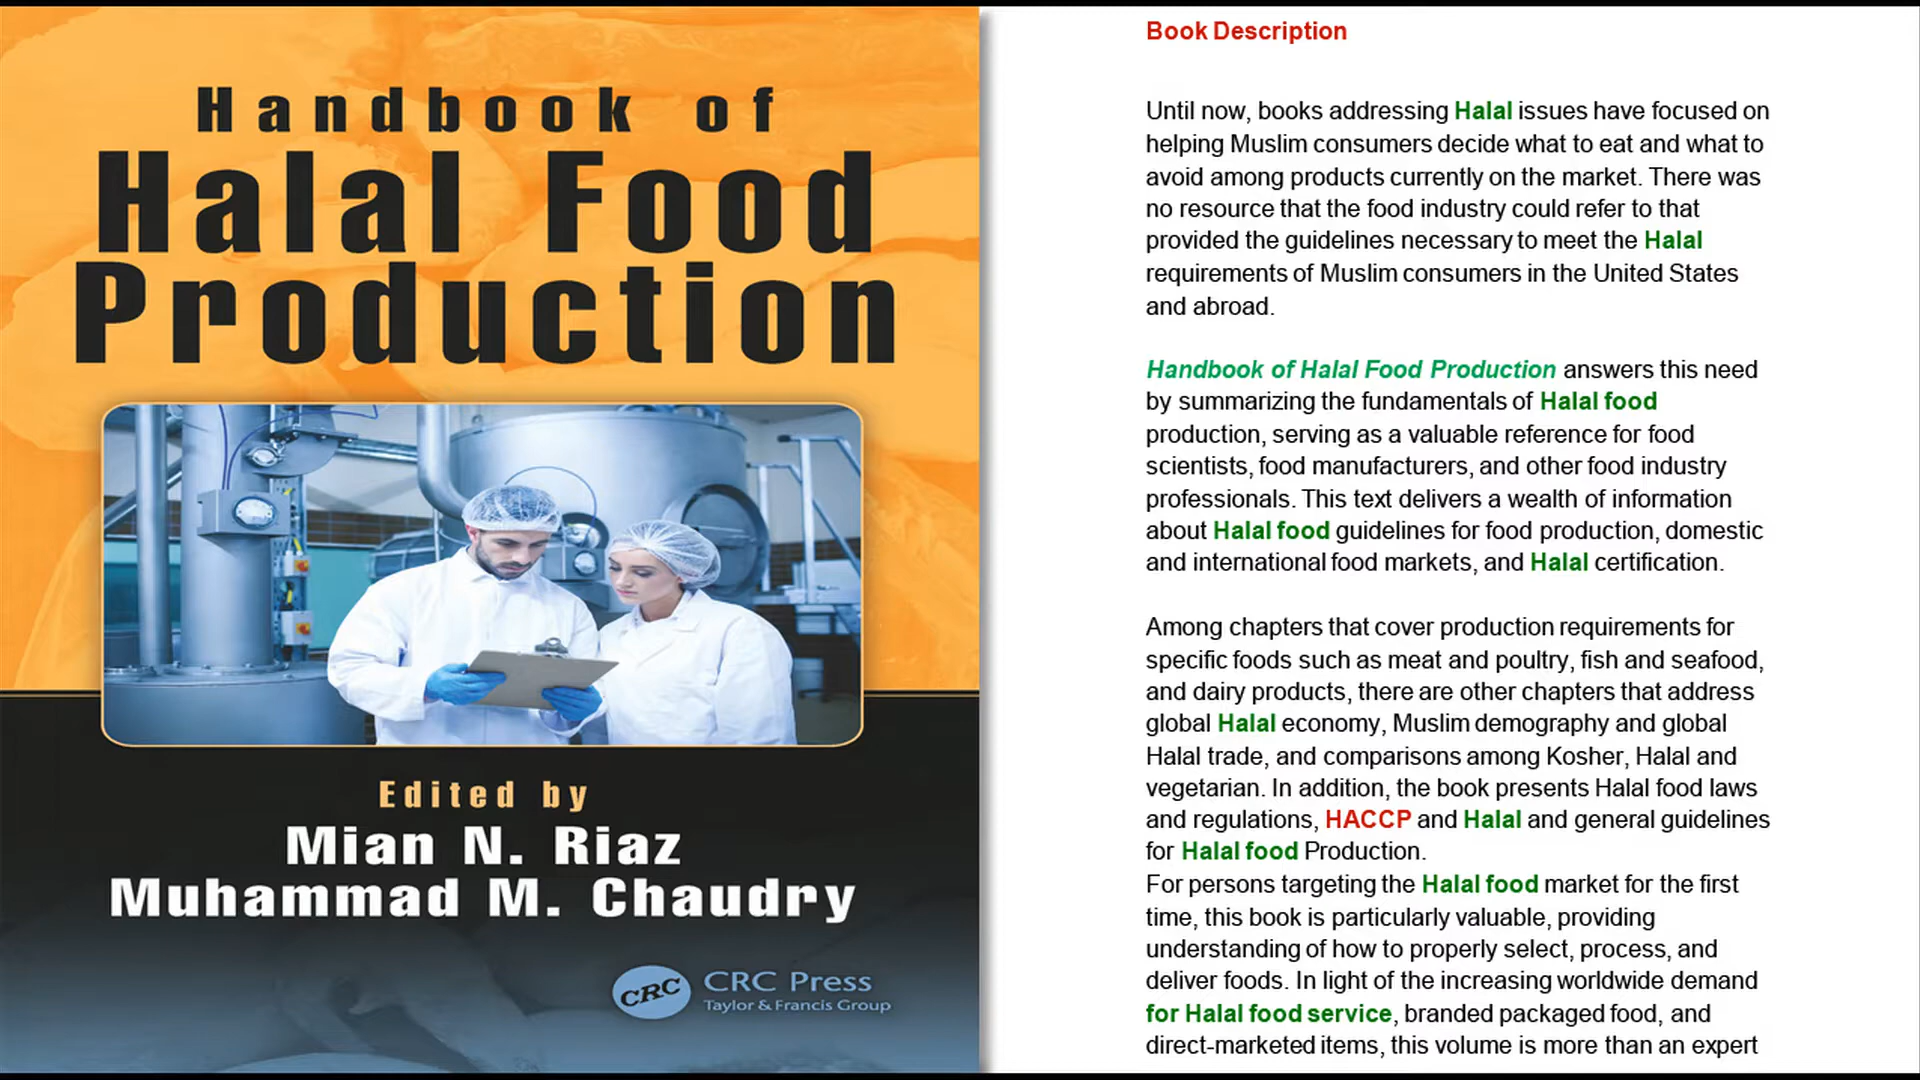 Handbook of
Halal Food
Production
Edited by
Mian N. Riaz
Muhammad M. Chaudry
CRC
CRC Press
Taylor & Francis Group
Book Description
Until now, books addressing Halal issues have focused on
helping Muslim consumers decide what to eat and what to
avoid among products currently on the market. There was
no resource that the food industry could refer to that
provided the guidelines necessary to meet the Halal
requirements of Muslim consumers in the United States
and abroad.
Handbook of Halal Food Production answers this need
by summarizing the fundamentals of Halal food
production, serving as a valuable reference for food
scientists, food manufacturers, and other food industry
professionals. This text delivers a wealth of information
about Halal food guidelines for food production, domestic
and international food markets, and Halal certification.
Among chapters that cover production requirements for
specific foods such as meat and poultry, fish and seafood,
and dairy products, there are other chapters that address
global Halal economy, Muslim demography and global
Halal trade, and comparisons among Kosher, Halal and
vegetarian. In addition, the book presents Halal food laws
and regulations, HACCP and Halal and general guidelines
for Halal food Production.
For persons targeting the Halal food market for the first
time, this book is particularly valuable, providing
understanding of how to properly select, process, and
deliver foods. In light of the increasing worldwide demand
for Halal food service, branded packaged food, and
direct-marketed items, this volume is more than an expert